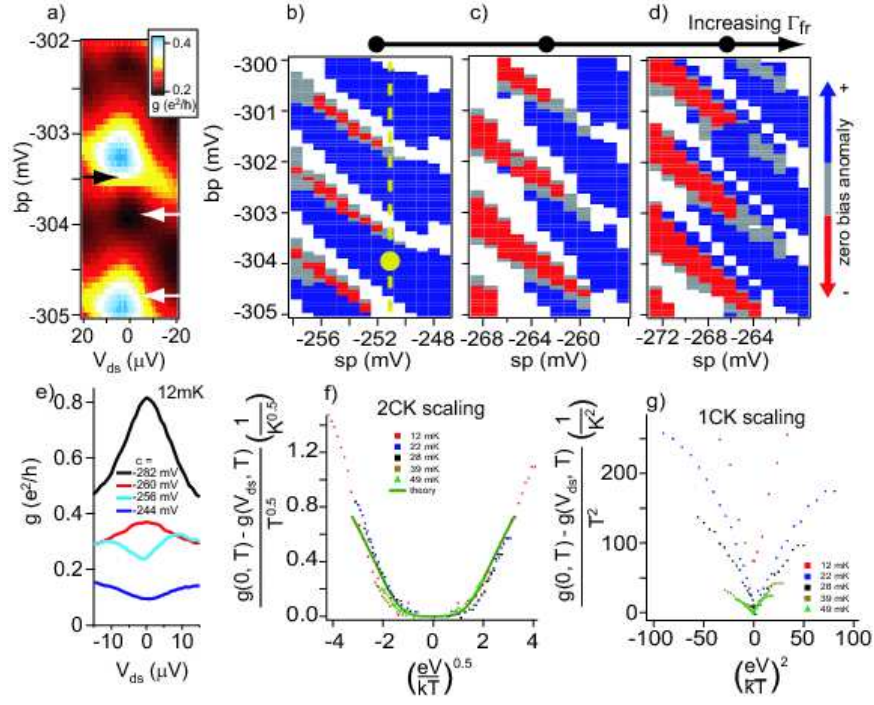 a)
b)
c)
d)
Increasing Γfr
-302
-303
-304
-305
bp (mV)
0.4
0.2
g (e²/h)
20
0
-20
Vds (μV)
-300
-301
-302
-303
-304
-305
bp (mV)
-256
-252
-248
sp (mV)
-268
-264
-260
sp (mV)
-272
-268
-264
sp (mV)
+
zero bias anomaly
-
e)
12mK
0.8
0.6
0.4
0.2
0
g (e²/h)
c =
-282 mV
-260 mV
-256 mV
-244 mV
-10
0
10
Vds (μV)
f)
2CK scaling
g(0, T) - g(Vds, T)
T^0.5
(1/K^0.5)
1.2
0.8
0.4
0.0
12 mK
22 mK
28 mK
39 mK
49 mK
theory
-4
-2
0
2
4
(eV/kT)^0.5
g)
1CK scaling
g(0, T) - g(Vds, T)
T²
(1/K²)
200
100
0
12 mK
22 mK
28 mK
39 mK
49 mK
-100
-50
0
50
100
(eV/kT)²